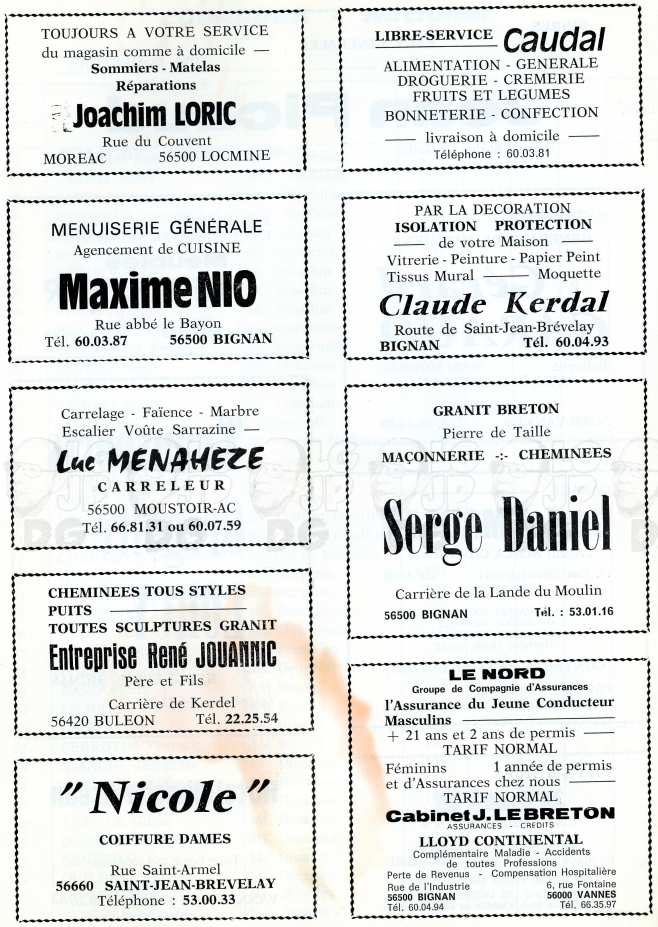 TOUJOURS A VOTRE SERVICE
du magasin comme à domicile —
Sommiers - Matelas
Réparations
Joachim LORIC
Rue du Couvent
MOREAC 56500 LOCMINE
MENUISERIE GÉNÉRALE
Agencement de CUISINE
Maxime NIO
Rue abbé le Bayon
Tél. 60.03.87 56500 BIGNAN
Carrelage - Faïence - Marbre
Escalier Voûte Sarrazine —
Luc MENAHEZE
CARRELEUR
56500 MOUSTOIR-AC
Tél. 66.81.31 ou 60.07.59
CHEMINEES TOUS STYLES
PUITS —
TOUTES SCULPTURES GRANIT
Entreprise René JOUANNIC
Père et Fils
Carrière de Kerdel
56420 BULEON Tél. 22.25.54
"Nicole"
COIFFURE DAMES
Rue Saint-Armel
56660 SAINT-JEAN-BREVELAY
Téléphone : 53.00.33
LIBRE-SERVICE Caudal
ALIMENTATION - GENERALE
DROGUERIE - CREMERIE
FRUITS ET LEGUMES
BONNETERIE - CONFECTION
— livraison à domicile —
Téléphone : 60.03.81
PAR LA DECORATION
ISOLATION PROTECTION
— de votre Maison —
Vitrerie - Peinture - Papier Peint
Tissus Mural — Moquette
Claude Kerdal
Route de Saint-Jean-Brévelay
BIGNAN Tél. 60.04.93
GRANIT BRETON
Pierre de Taille
MAÇONNERIE -:- CHEMINEES
Serge Daniel
Carrière de la Lande du Moulin
56500 BIGNAN Tél. : 53.01.16
LE NORD
Groupe de Compagnie d'Assurances
l'Assurance du Jeune Conducteur
Masculins —
+ 21 ans et 2 ans de permis —
TARIF NORMAL
Féminins 1 année de permis
et d'Assurances chez nous —
TARIF NORMAL
Cabinet J. LE BRETON
ASSURANCES - CREDITS
LLOYD CONTINENTAL
Complémentaire Maladie - Accidents
de toutes Professions
Perte de Revenus - Compensation Hospitalière
Rue de l'Industrie 6, rue Fontaine
56500 BIGNAN 56000 VANNES
Tél. 60.04.94 Tél. 66.35.97